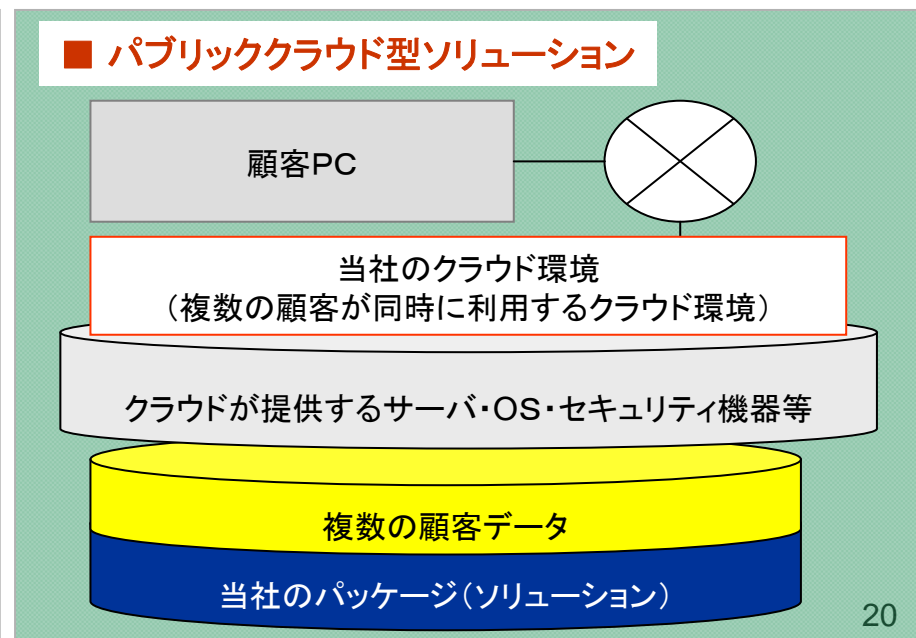 ■ パブリッククラウド型ソリューション
顧客PC
当社のクラウド環境
（複数の顧客が同時に利用するクラウド環境）
クラウドが提供するサーバ・OS・セキュリティ機器等
複数の顧客データ
当社のパッケージ（ソリューション）
20